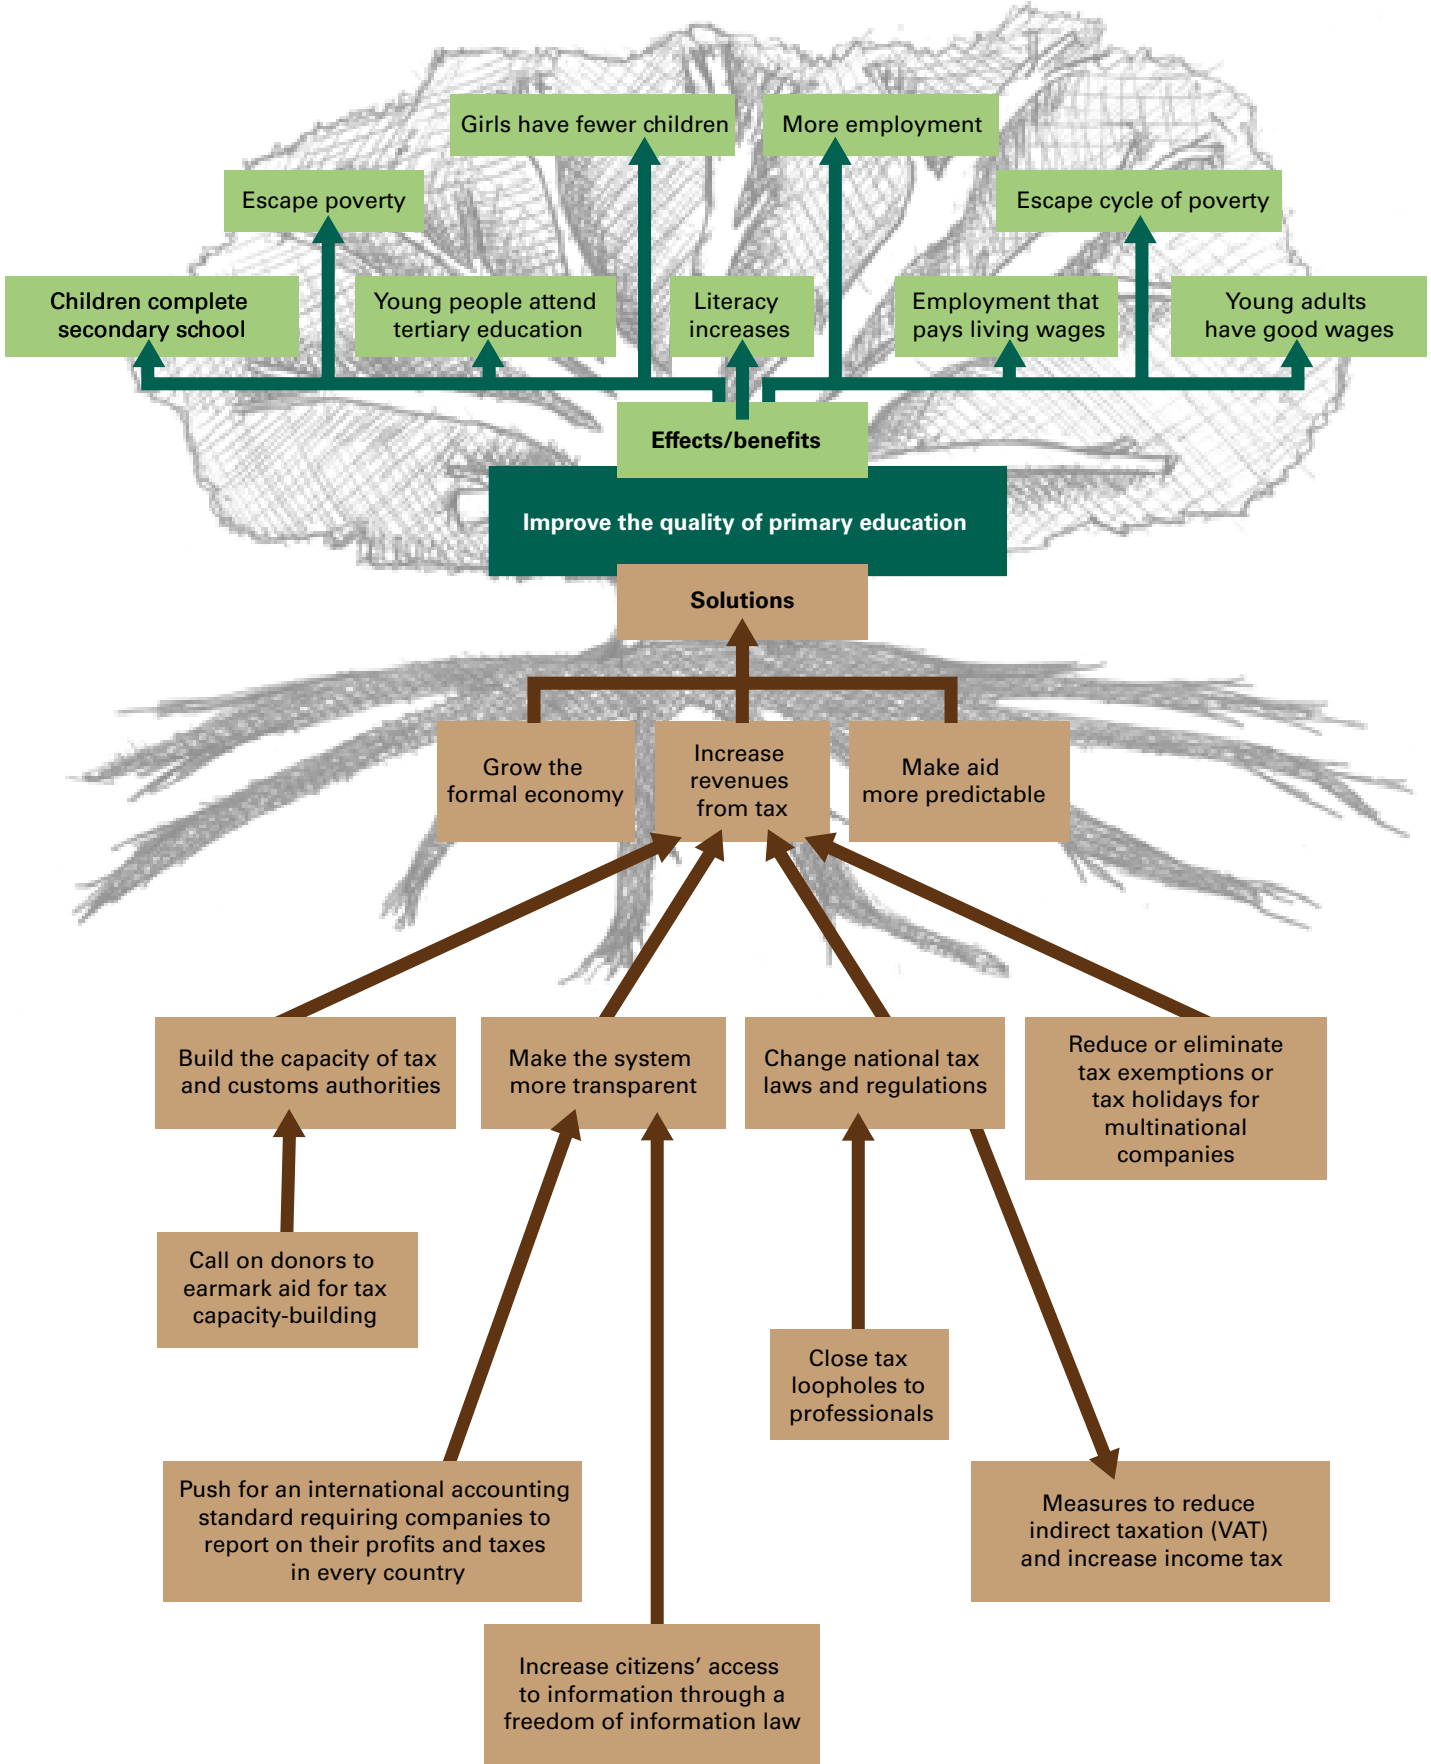 Girls have fewer children
More employment
Escape poverty
Escape cycle of poverty
Children complete
secondary school
Young people attend
tertiary education
Literacy
increases
Employment that
pays living wages
Young adults
have good wages
Effects/benefits
Improve the quality of primary education
Solutions
Grow the
formal economy
Increase
revenues
from tax
Make aid
more predictable
Build the capacity of tax
and customs authorities
Make the system
more transparent
Change national tax
laws and regulations
Reduce or eliminate
tax exemptions or
tax holidays for
multinational
companies
Call on donors to
earmark aid for tax
capacity-building
Close tax
loopholes to
professionals
Push for an international accounting
standard requiring companies to
report on their profits and taxes
in every country
Measures to reduce
indirect taxation (VAT)
and increase income tax
Increase citizens’ access
to information through a
freedom of information law